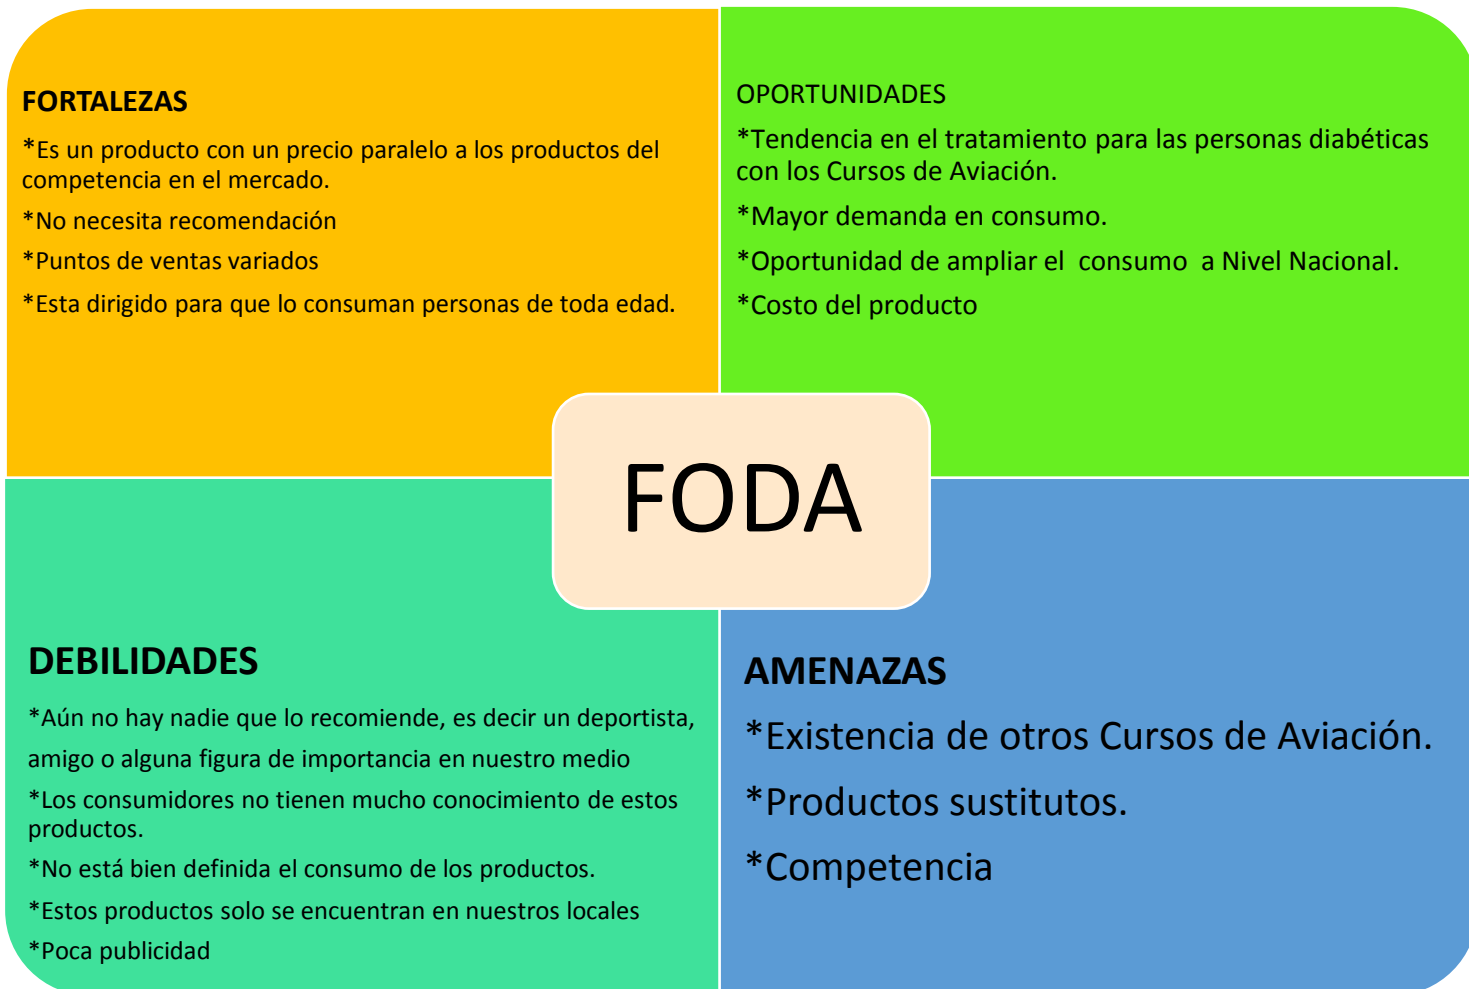 FORTALEZAS
*Es un producto con un precio paralelo a los productos del
competencia en el mercado.
*No necesita recomendación
*Puntos de ventas variados
*Esta dirigido para que lo consuman personas de toda edad.
OPORTUNIDADES
*Tendencia en el tratamiento para las personas diabéticas
con los Cursos de Aviación.
*Mayor demanda en consumo.
*Oportunidad de ampliar el consumo a Nivel Nacional.
*Costo del producto
FODA
DEBILIDADES
*Aún no hay nadie que lo recomiende, es decir un deportista,
amigo o alguna figura de importancia en nuestro medio
*Los consumidores no tienen mucho conocimiento de estos
productos.
*No está bien definida el consumo de los productos.
*Estos productos solo se encuentran en nuestros locales
*Poca publicidad
AMENAZAS
*Existencia de otros Cursos de Aviación.
*Productos sustitutos.
*Competencia